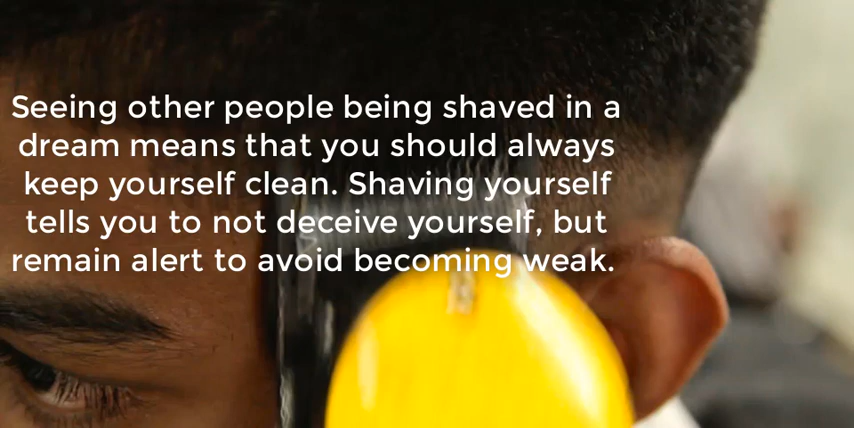 Seeing other people being shaved in a
dream means that you should always
keep yourself clean. Shaving yourself
tells you to not deceive yourself, but
remain alert to avoid becoming weak.